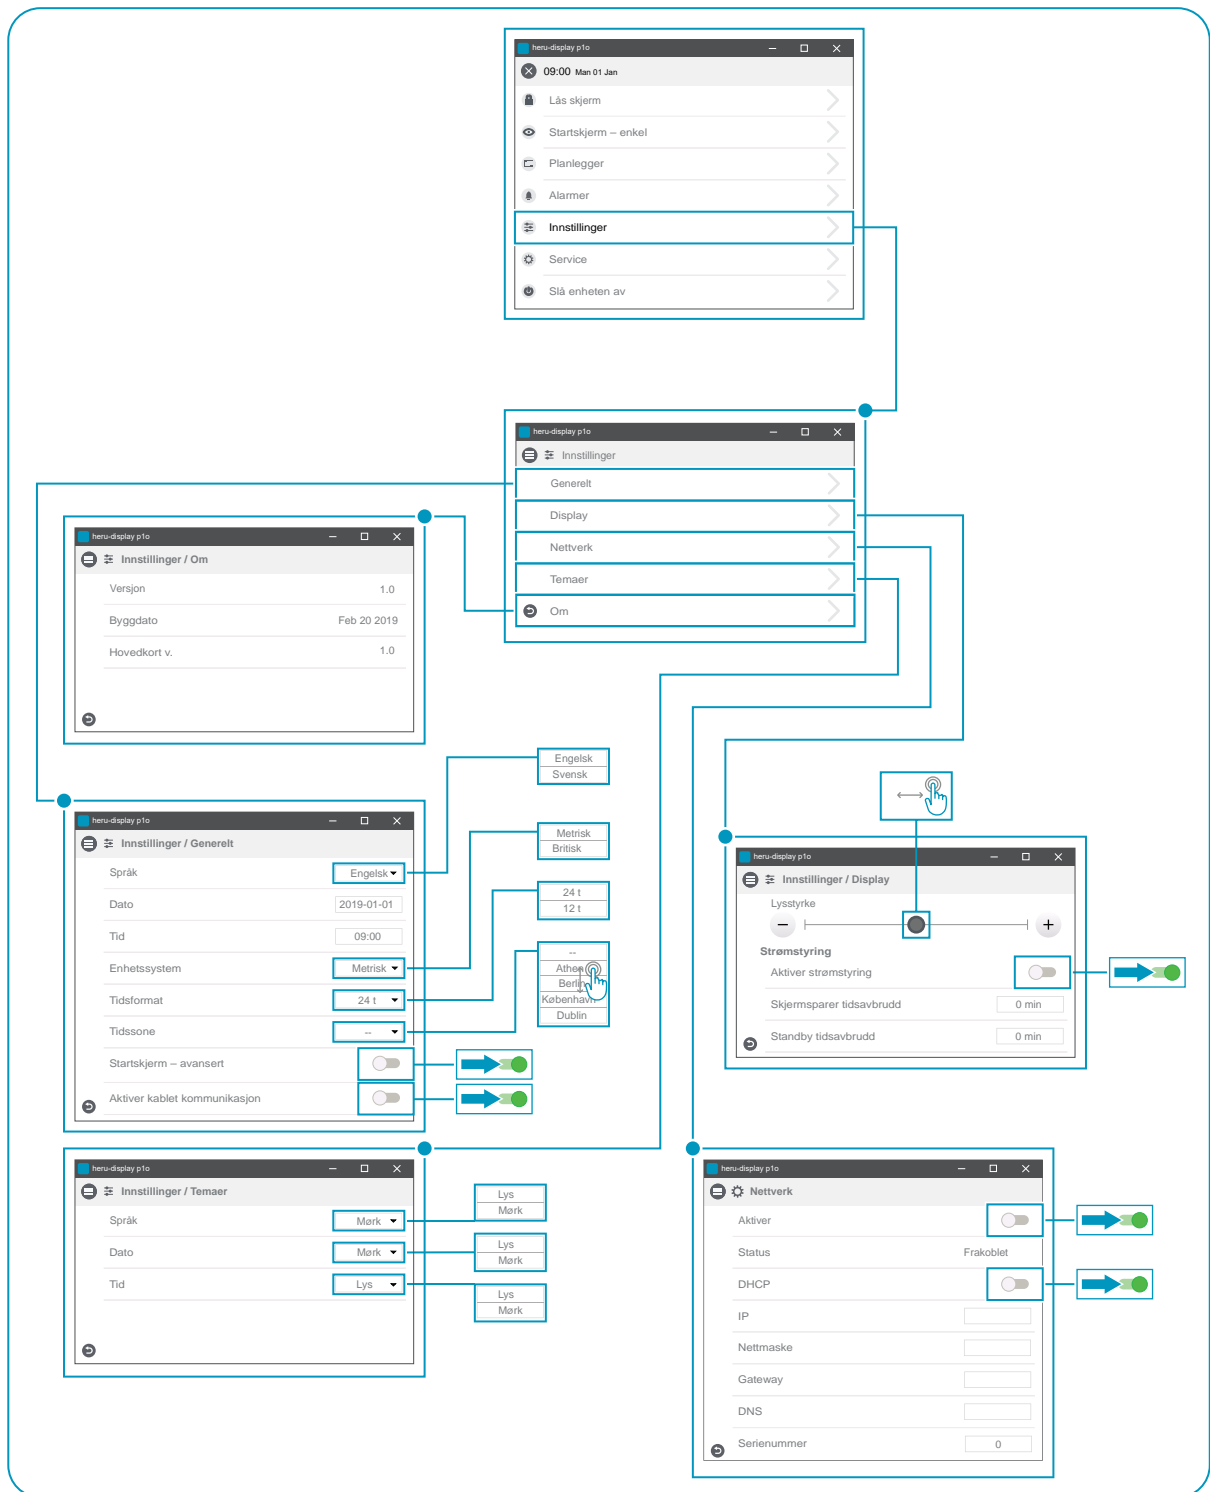 heru-display p1o
09:00 Man 01 Jan
Lås skjerm
Startskjerm – enkel
Planlegger
Alarmer
Innstillinger
Service
Slå enheten av
heru-display p1o
Innstillinger
Generelt
Display
Nettverk
Temaer
Om
heru-display p1o
Innstillinger / Om
Versjon 1.0
Byggdato Feb 20 2019
Hovedkort v. 1.0
Engelsk
Svensk
heru-display p1o
Innstillinger / Generelt
Språk Engelsk
Dato 2019-01-01
Tid 09:00
Enhetssystem Metrisk
Tidsformat 24 t
Tidssone --
Startskjerm – avansert
Aktiver kablet kommunikasjon
Metrisk
Britisk
24 t
12 t
--
Athen
Berlin
København
Dublin
heru-display p1o
Innstillinger / Display
Lysstyrke
Strømstyring
Aktiver strømstyring
Skjermsparer tidsavbrudd 0 min
Standby tidsavbrudd 0 min
heru-display p1o
Innstillinger / Temaer
Språk Mørk
Dato Mørk
Tid Lys
Lys
Mørk
Lys
Mørk
Lys
Mørk
heru-display p1o
Nettverk
Aktiver
Status Frakoblet
DHCP
IP
Nettmaske
Gateway
DNS
Serienummer 0